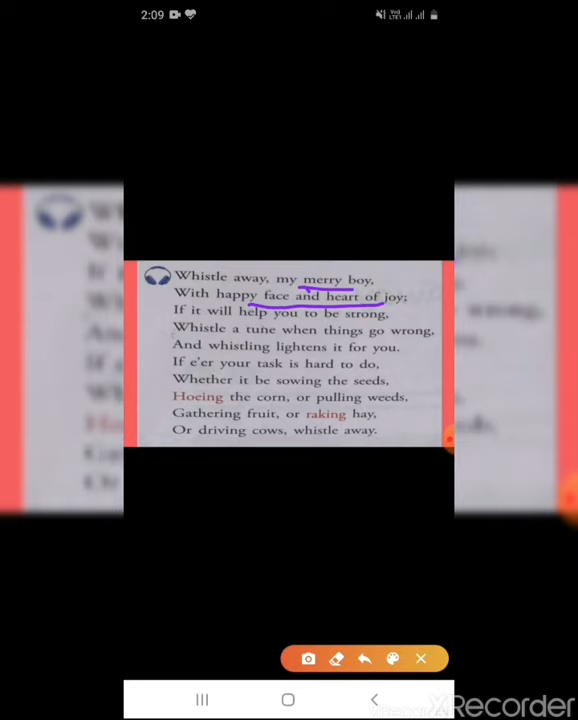 2:09
Whistle away, my merry boy,
With happy face and heart of joy;
If it will help you to be strong,
Whistle a tune when things go wrong,
And whistling lightens it for you.
If e'er your task is hard to do,
Whether it be sowing the seeds,
Hoeing the corn, or pulling weeds,
Gathering fruit, or raking hay,
Or driving cows, whistle away.
XRecorder